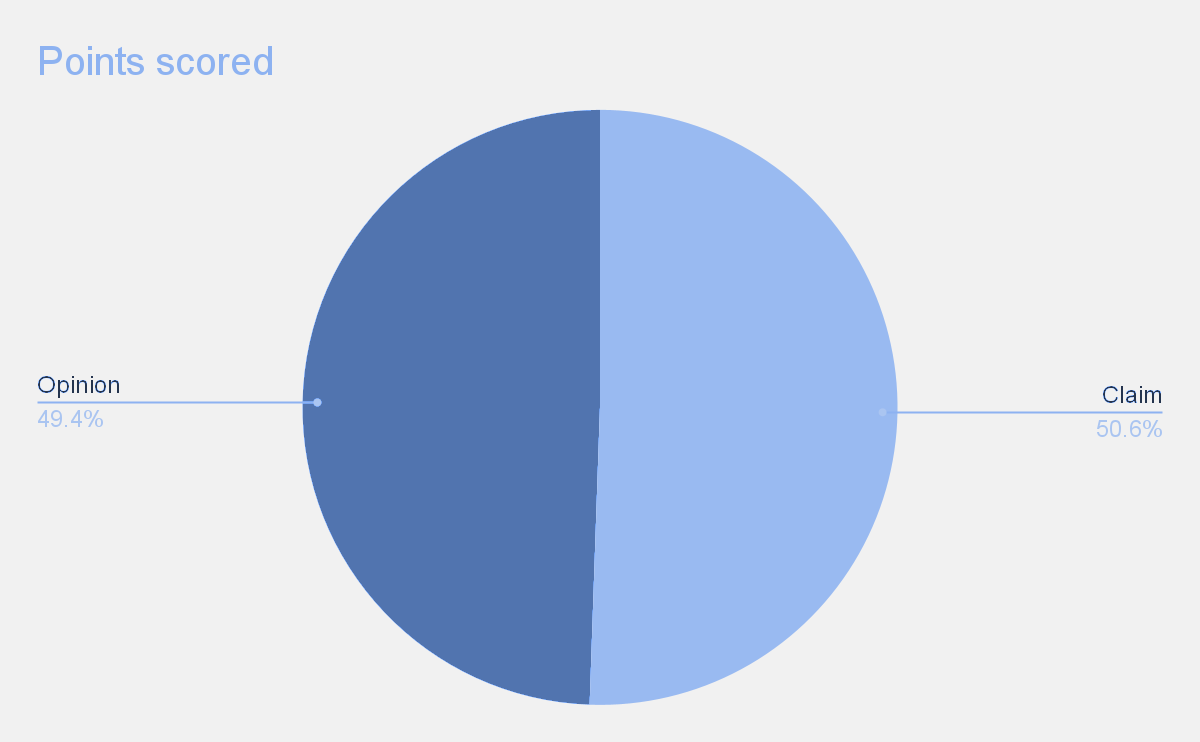 Points scored
Opinion
49.4%
Claim
50.6%